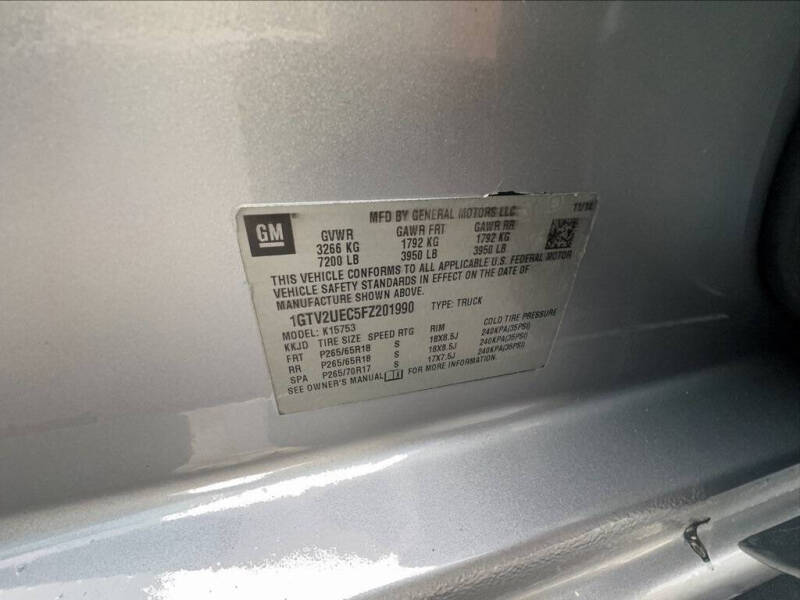 GM
MFD BY GENERAL MOTORS LLC 11/14
GVWR GAWR FRT GAWR RR
3266 KG 1792 KG 1792 KG
7200 LB 3950 LB 3950 LB
THIS VEHICLE CONFORMS TO ALL APPLICABLE U.S. FEDERAL MOTOR
VEHICLE SAFETY STANDARDS IN EFFECT ON THE DATE OF
MANUFACTURE SHOWN ABOVE.
1GTV2UEC5FZ201990 TYPE: TRUCK
MODEL: K15753
KKJD TIRE SIZE SPEED RTG RIM COLD TIRE PRESSURE
FRT P265/65R18 S 18X8.5J 240KPA(35PSI)
RR P265/65R18 S 18X8.5J 240KPA(35PSI)
SPA P265/70R17 S 17X7.5J 240KPA(35PSI)
SEE OWNER'S MANUAL